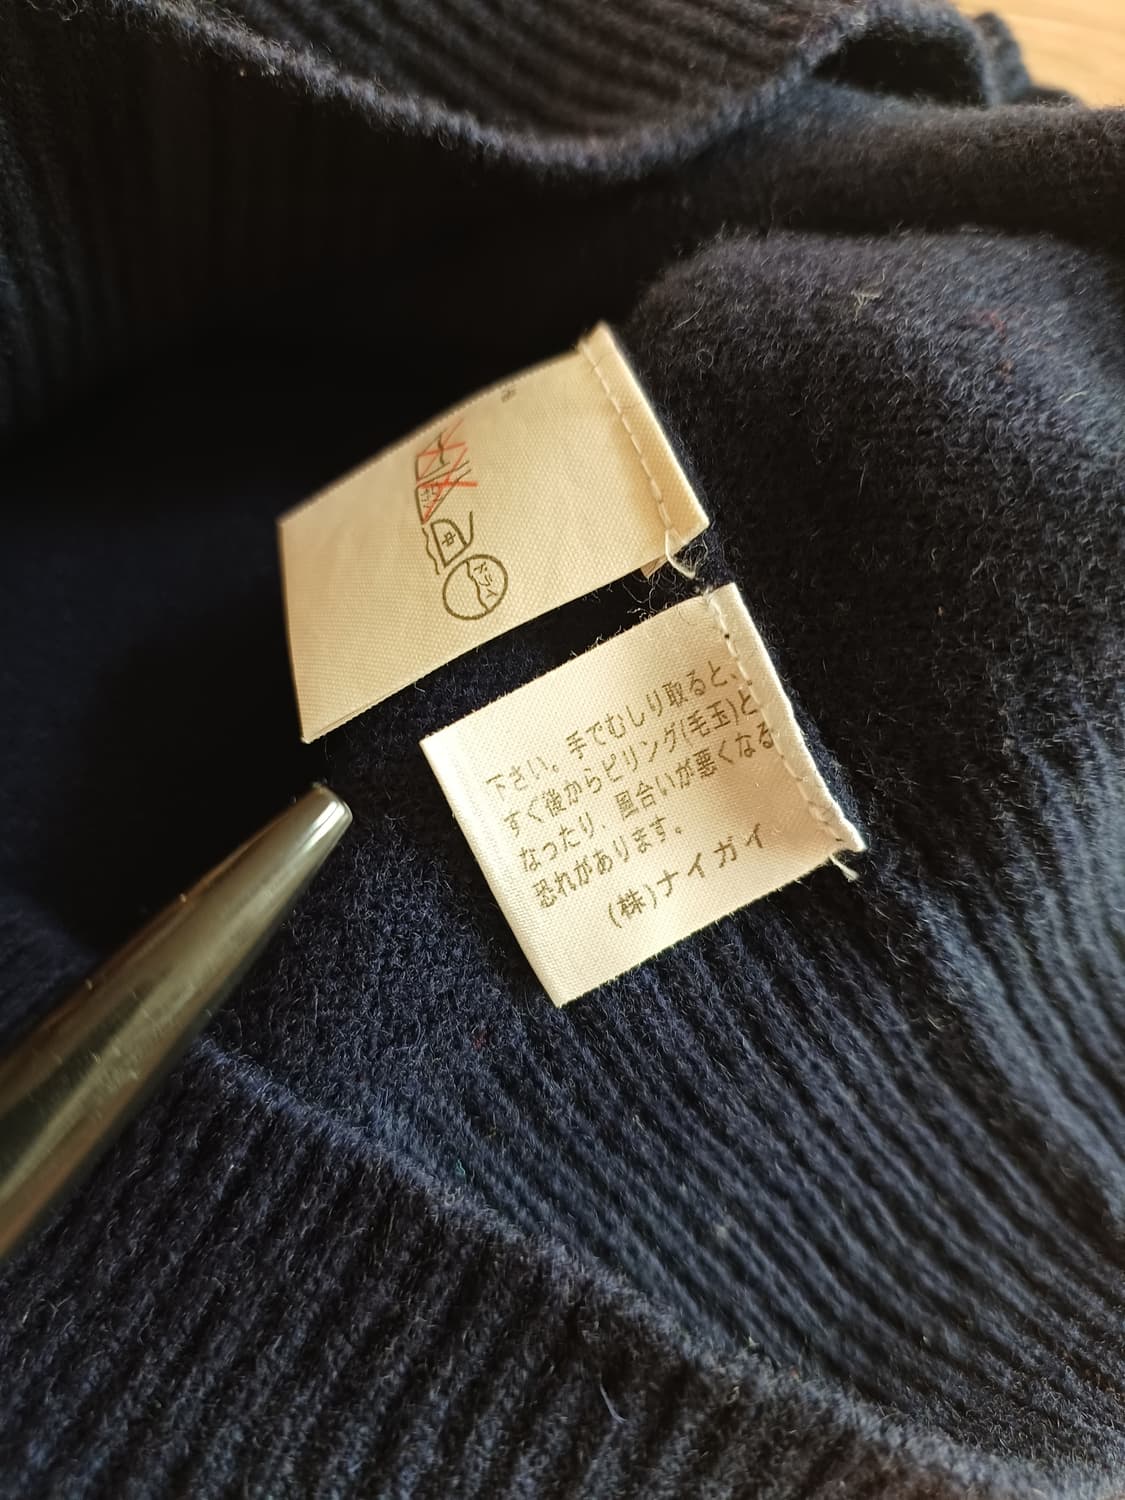 中
ドライ
下さい。手でむしり取ると、
すぐ後からピリング(毛玉)と
なったり、風合いが悪くなる
恐れがあります。
(株)ナイガイ